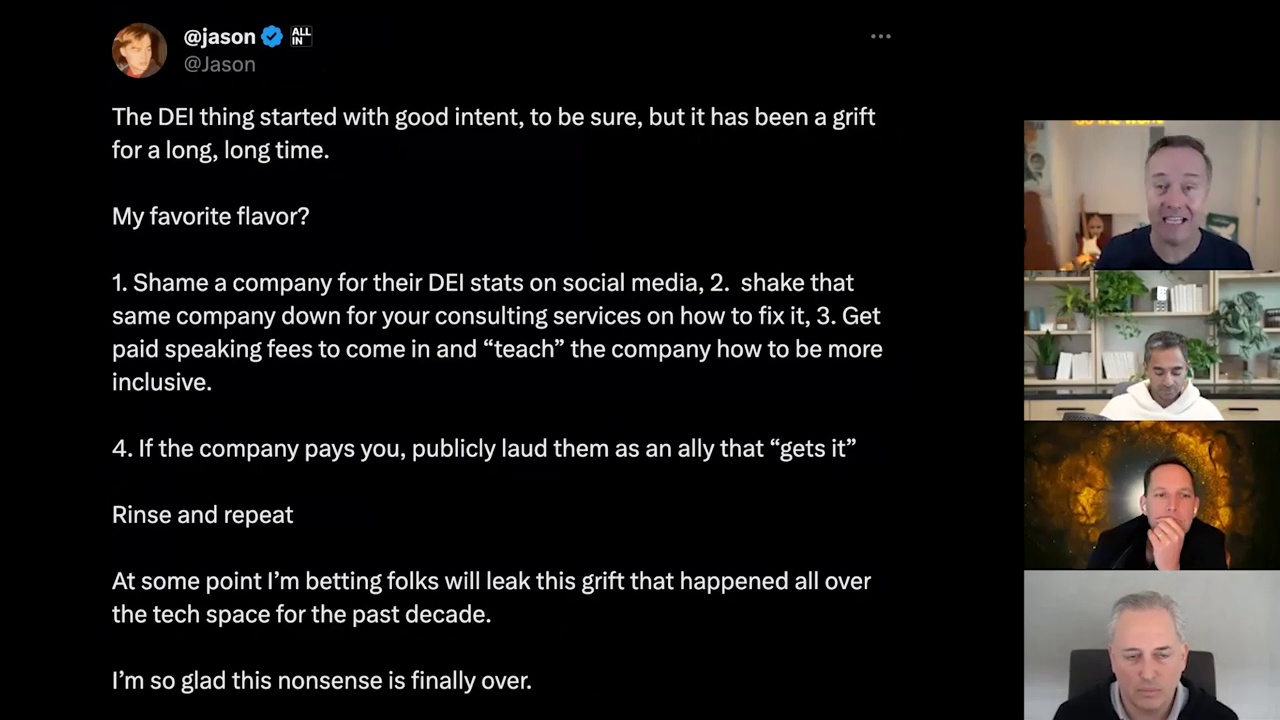 @jason ALL IN
@Jason
The DEI thing started with good intent, to be sure, but it has been a grift
for a long, long time.
My favorite flavor?
1. Shame a company for their DEI stats on social media, 2.  shake that
same company down for your consulting services on how to fix it, 3. Get
paid speaking fees to come in and “teach” the company how to be more
inclusive.
4. If the company pays you, publicly laud them as an ally that “gets it”
Rinse and repeat
At some point I’m betting folks will leak this grift that happened all over
the tech space for the past decade.
I’m so glad this nonsense is finally over.